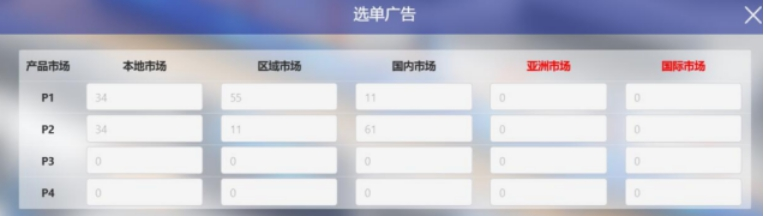 选单广告
产品市场 本地市场 区域市场 国内市场 亚洲市场 国际市场
P1 34 55 11 0 0
P2 34 11 61 0 0
P3 0 0 0 0 0
P4 0 0 0 0 0